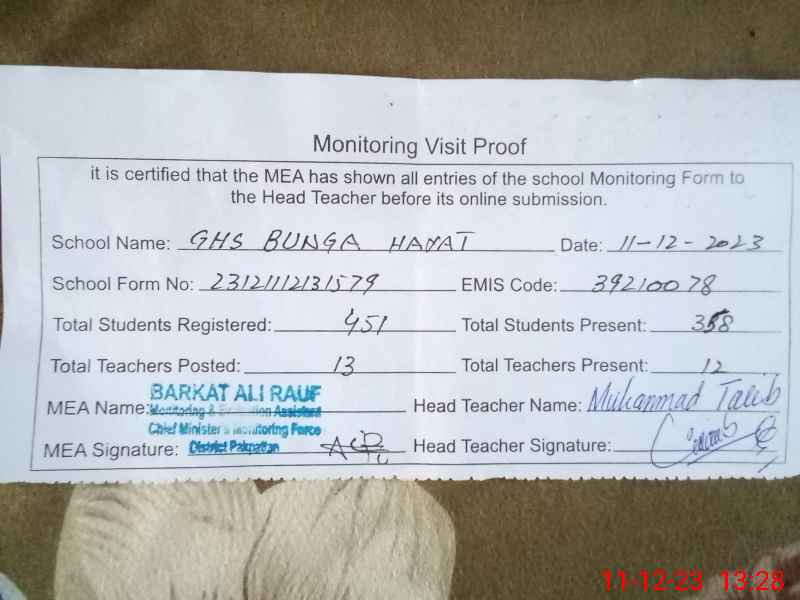 Monitoring Visit Proof
it is certified that the MEA has shown all entries of the school Monitoring Form to
the Head Teacher before its online submission.
School Name: GHS BUNGA HAYAT Date: 11-12-2023
School Form No: 23121112131579 EMIS Code: 39210078
Total Students Registered: 451 Total Students Present: 358
Total Teachers Posted: 13 Total Teachers Present: 12
BARKAT ALI RAUF
MEA Name: Monitoring & Evaluation Assistant Head Teacher Name: Muhammad Talib
Chief Minister's Monitoring Force
MEA Signature: District Pakpattan Head Teacher Signature:
11-12-23 13:28